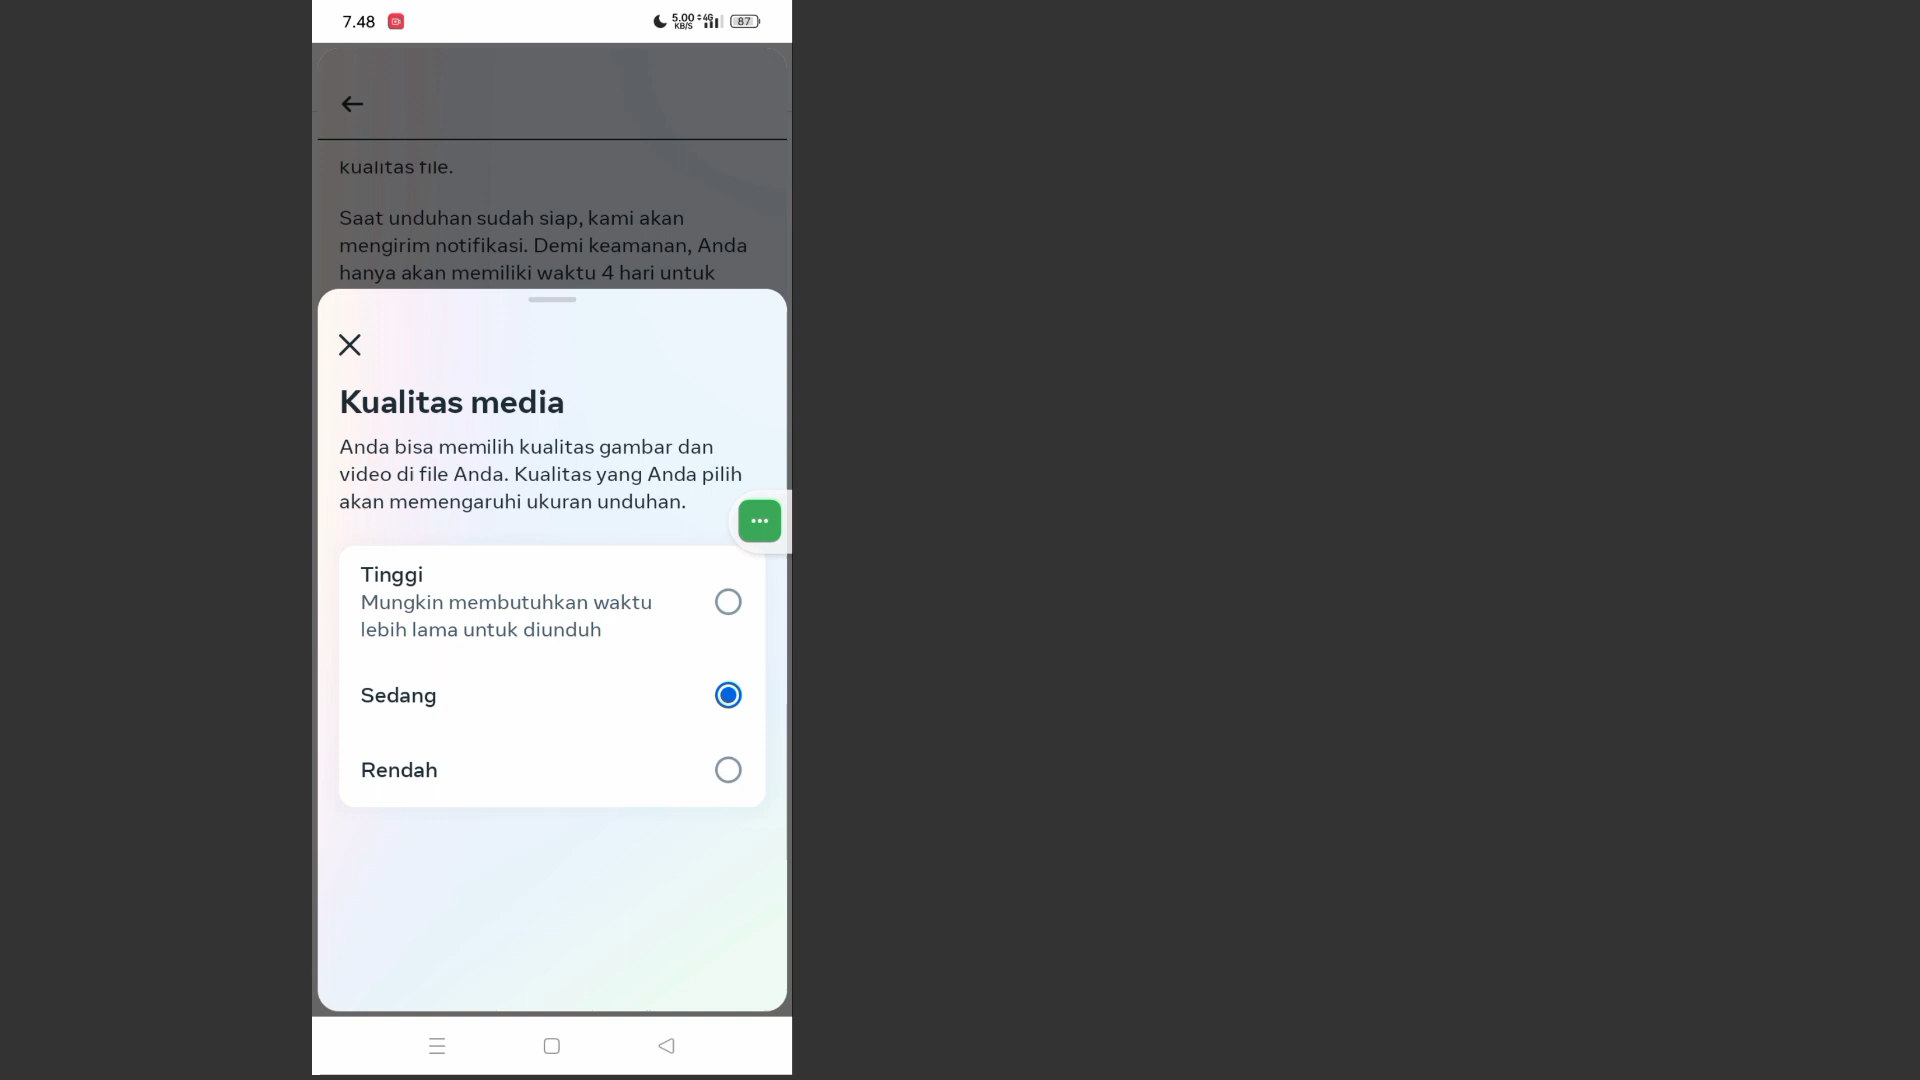 7.48
5.00 KB/S 4G 87
kualitas file.
Saat unduhan sudah siap, kami akan
mengirim notifikasi. Demi keamanan, Anda
hanya akan memiliki waktu 4 hari untuk
Kualitas media
Anda bisa memilih kualitas gambar dan
video di file Anda. Kualitas yang Anda pilih
akan memengaruhi ukuran unduhan.
Tinggi
Mungkin membutuhkan waktu
lebih lama untuk diunduh
Sedang
Rendah